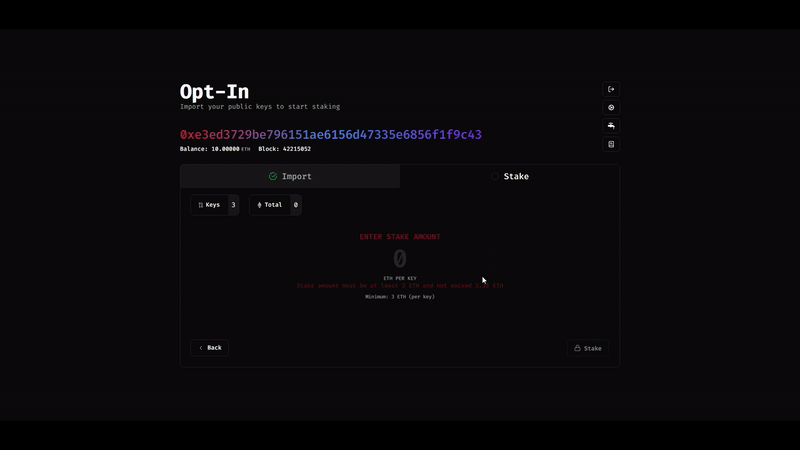 Opt-In
Import your public keys to start staking
0xe3ed3729be796151ae6156d47335e6856f1f9c43
Balance: 10.00000 ETH Block: 42215052
Import
Stake
Keys 3
Total 0
ENTER STAKE AMOUNT
0
ETH PER KEY
Stake amount must be at least 3 ETH and not exceed ETH
Minimum: 3 ETH (per key)
Back
Stake